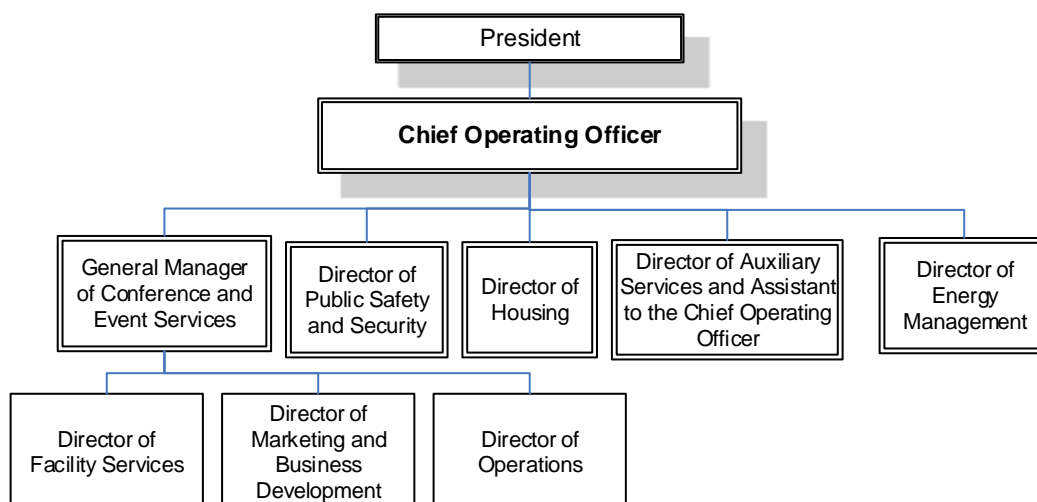 President
Chief Operating Officer
General Manager
of Conference and
Event Services
Director of
Public Safety
and Security
Director of
Housing
Director of Auxiliary
Services and Assistant
to the Chief Operating
Officer
Director of
Energy
Management
Director of
Facility Services
Director of
Marketing and
Business
Development
Director of
Operations